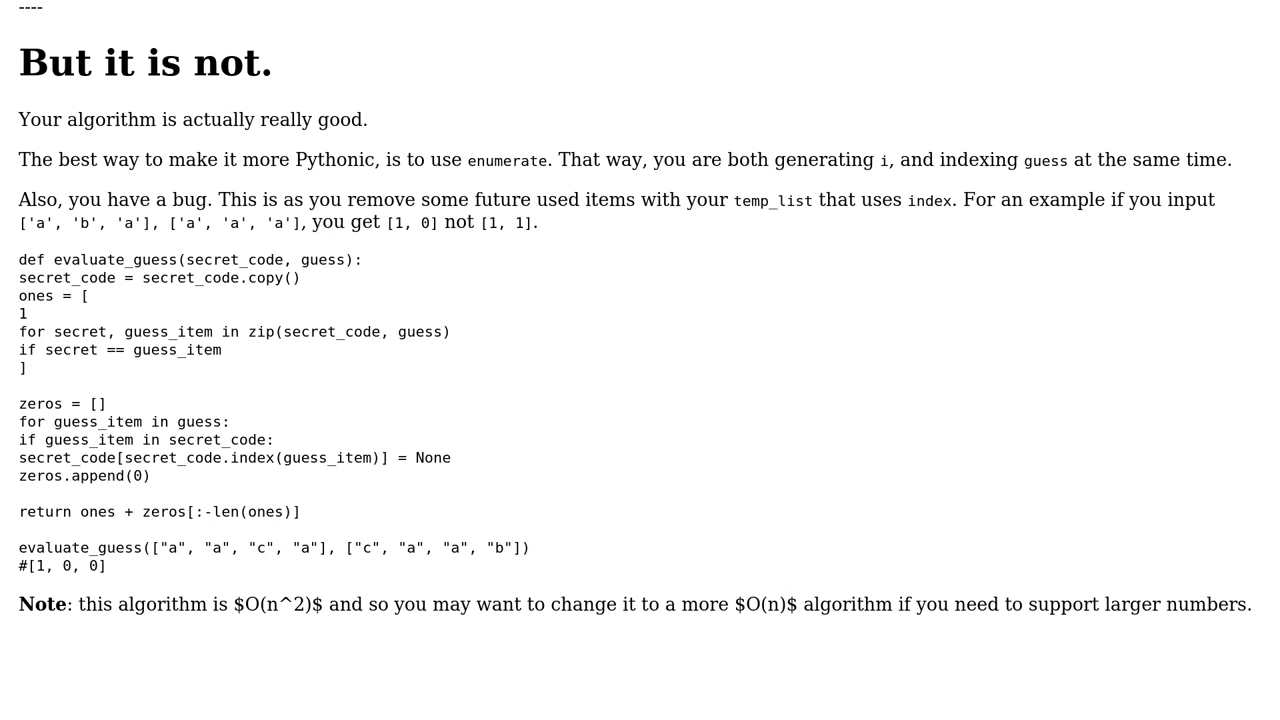 ----
But it is not.
Your algorithm is actually really good.
The best way to make it more Pythonic, is to use enumerate. That way, you are both generating i, and indexing guess at the same time.
Also, you have a bug. This is as you remove some future used items with your temp_list that uses index. For an example if you input
['a', 'b', 'a'], ['a', 'a', 'a'], you get [1, 0] not [1, 1].
def evaluate_guess(secret_code, guess):
secret_code = secret_code.copy()
ones = [
1
for secret, guess_item in zip(secret_code, guess)
if secret == guess_item
]
zeros = []
for guess_item in guess:
if guess_item in secret_code:
secret_code[secret_code.index(guess_item)] = None
zeros.append(0)
return ones + zeros[:-len(ones)]
evaluate_guess(["a", "a", "c", "a"], ["c", "a", "a", "b"])
#[1, 0, 0]
Note: this algorithm is $O(n^2)$ and so you may want to change it to a more $O(n)$ algorithm if you need to support larger numbers.